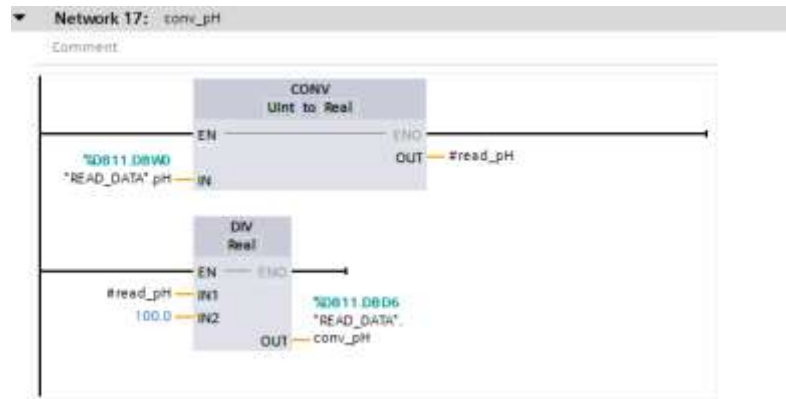 Network 17: conv_pH
Comment
CONV
UInt to Real
EN
ENO
%DB11.DBW0
"READ_DATA".pH
IN
OUT
#read_pH
DIV
Real
EN
ENO
#read_pH
IN1
100.0
IN2
%DB11.DBD6
"READ_DATA".
conv_pH
OUT